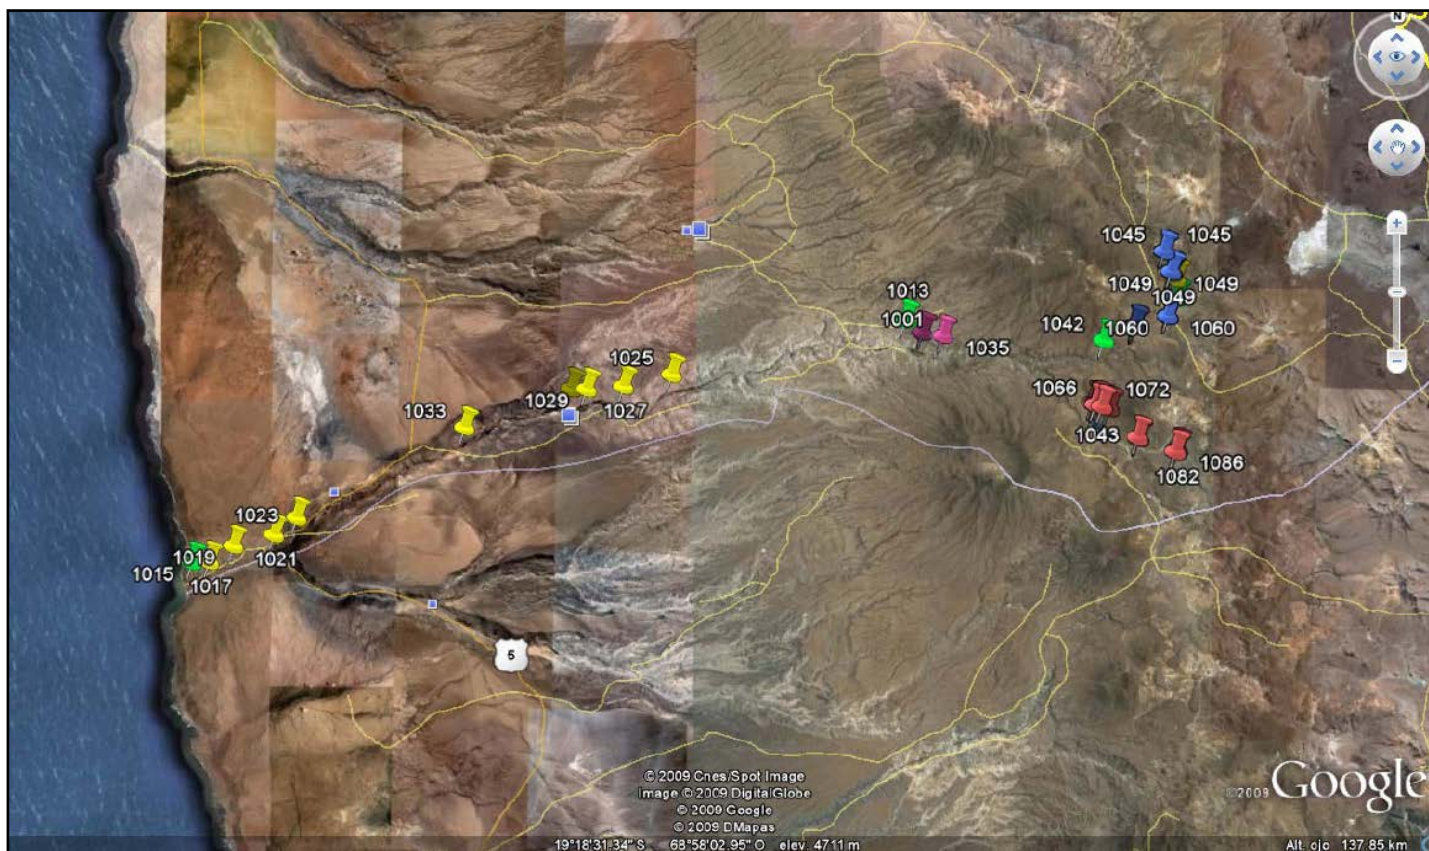 N
1045 1045
1049 1049
1049
1013
1001
1042 1060 1060
1035
1025
1029 1027
1066 1072
1033
1043
1086
1082
1023
1019 1021
1015
1017
5
© 2009 Cnes/Spot Image
Image © 2009 DigitalGlobe
© 2009 Google
© 2009 DMapas
©2009 Google
19°18'31.34" S 68°58'02.95" O elev. 4711 m Alt. ojo 137.85 km